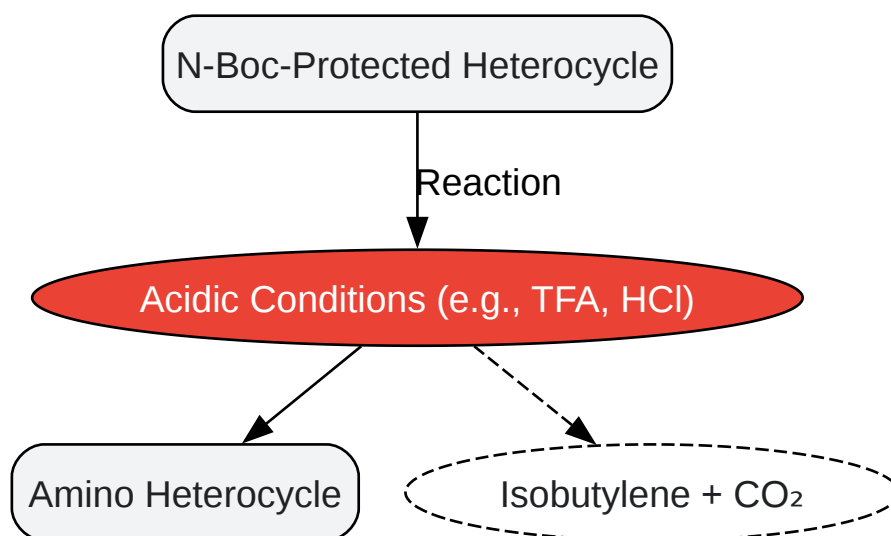 N-Boc-Protected Heterocycle
Reaction
Acidic Conditions (e.g., TFA, HCl)
Amino Heterocycle
Isobutylene + CO₂